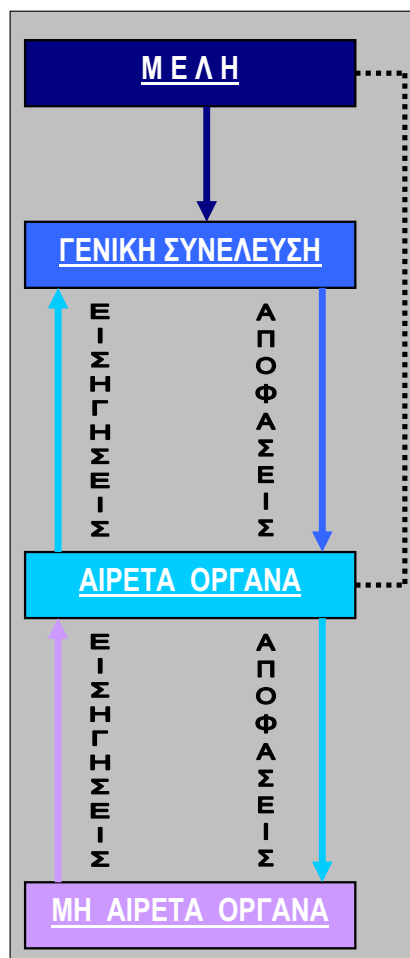 Μ Ε Λ Η
ΓΕΝΙΚΗ ΣΥΝΕΛΕΥΣΗ
ΕΙΣΗΓΗΣΕΙΣ
ΑΠΟΦΑΣΕΙΣ
ΑΙΡΕΤΑ ΟΡΓΑΝΑ
ΕΙΣΗΓΗΣΕΙΣ
ΑΠΟΦΑΣΕΙΣ
ΜΗ ΑΙΡΕΤΑ ΟΡΓΑΝΑ